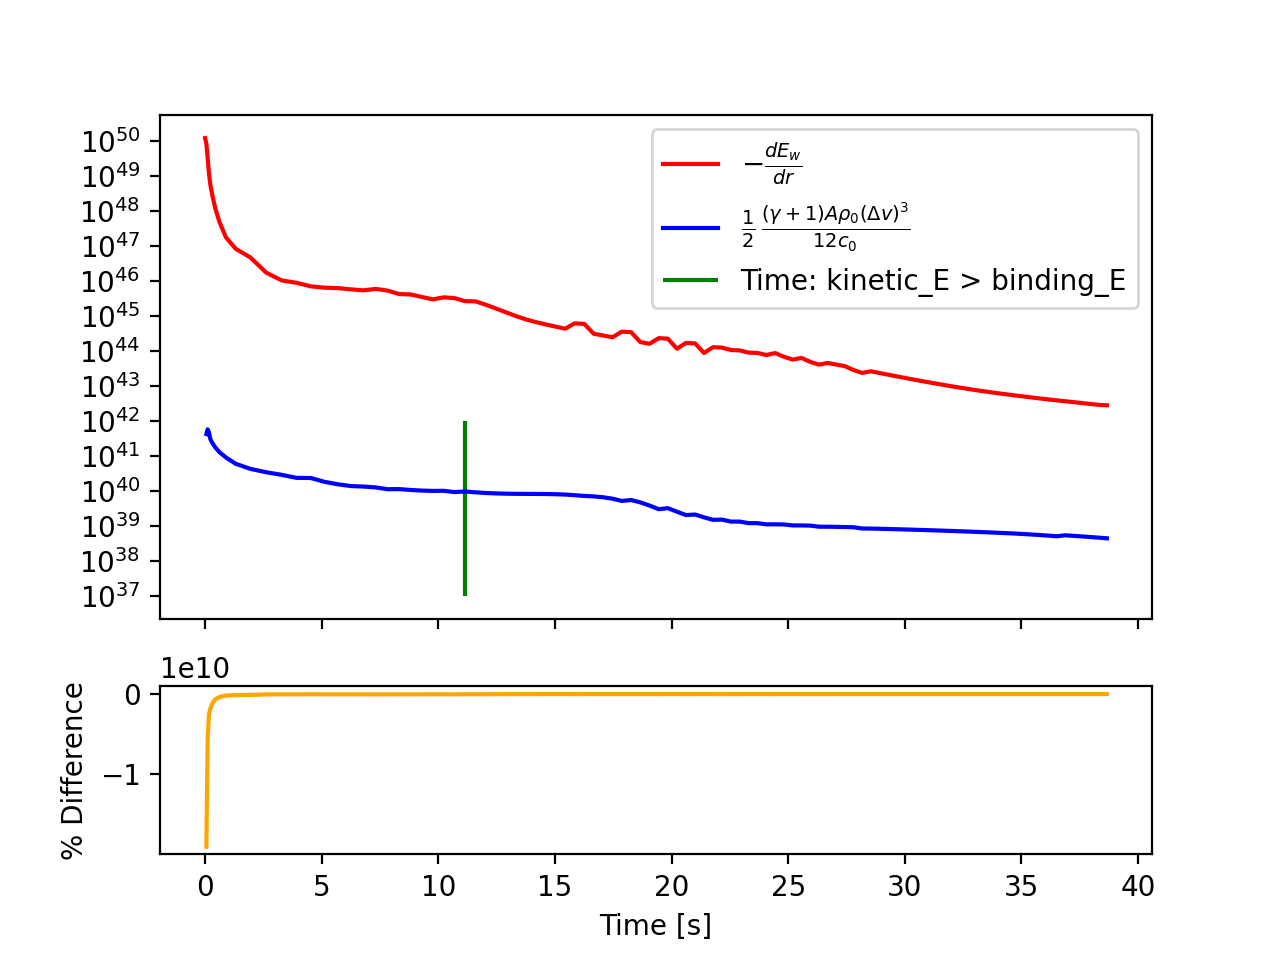 10^50
10^49
10^48
10^47
10^46
10^45
10^44
10^43
10^42
10^41
10^40
10^39
10^38
10^37
−dE_w/dr
1/2 (γ + 1)Aρ_0(Δv)^3/12c_0
Time: kinetic_E > binding_E
1e10
0
−1
% Difference
0 5 10 15 20 25 30 35 40
Time [s]